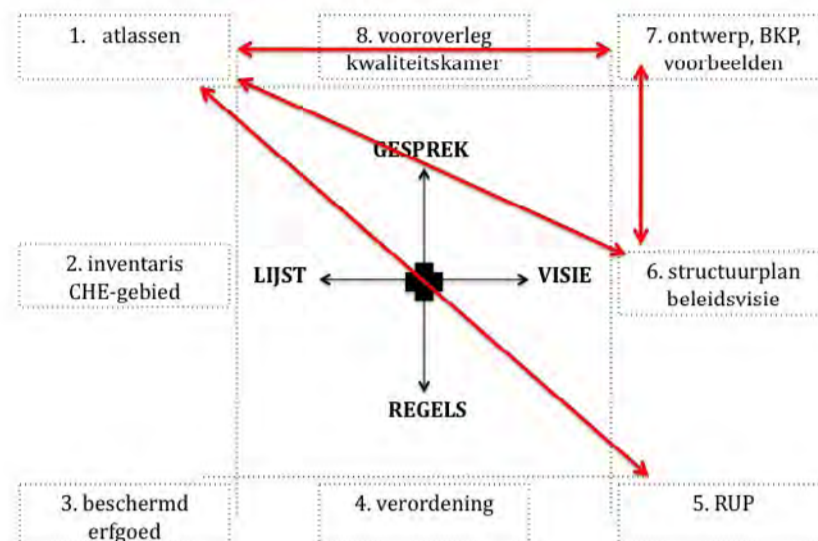 1. atlassen
8. vooroverleg
kwaliteitskamer
7. ontwerp, BKP,
voorbeelden
GESPREK
2. inventaris
CHE-gebied
LIJST
VISIE
6. structuurplan
beleidsvisie
REGELS
3. beschermd
erfgoed
4. verordening
5. RUP